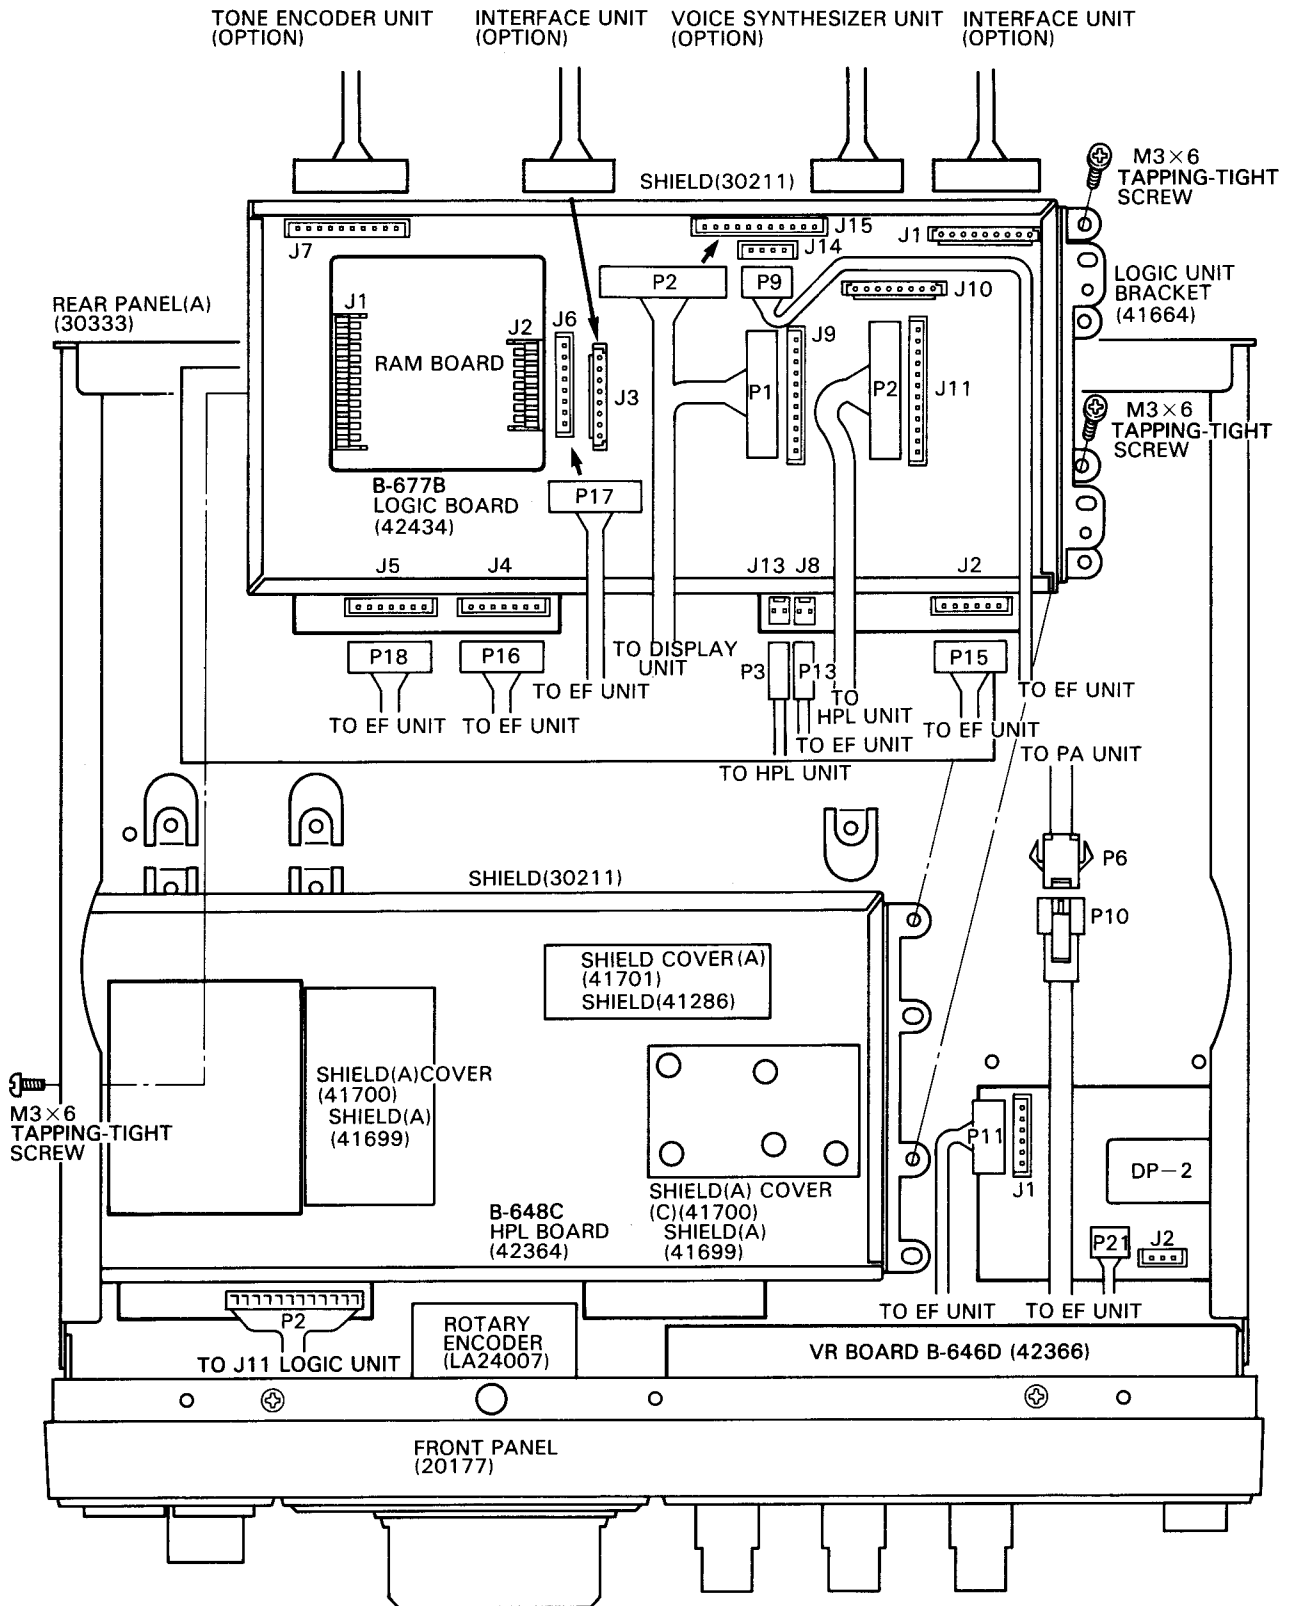 TONE ENCODER UNIT
(OPTION)
INTERFACE UNIT
(OPTION)
VOICE SYNTHESIZER UNIT
(OPTION)
INTERFACE UNIT
(OPTION)
M3×6
TAPPING-TIGHT
SCREW
SHIELD(30211)
J7
J15
J14
J1
P2
P9
J10
LOGIC UNIT
BRACKET
(41664)
REAR PANEL(A)
(30333)
J1
J2
J6
J9
RAM BOARD
J3
P1
P2
J11
M3×6
TAPPING-TIGHT
SCREW
B-677B
LOGIC BOARD
(42434)
P17
J5
J4
J13
J8
J2
P18
P16
TO DISPLAY
UNIT
P3
P13
P15
TO EF UNIT
TO EF UNIT
TO EF UNIT
TO EF UNIT
TO
HPL UNIT
TO EF UNIT
TO EF UNIT
TO HPL UNIT
TO PA UNIT
P6
SHIELD(30211)
P10
SHIELD COVER(A)
(41701)
SHIELD(41286)
SHIELD(A)COVER
(41700)
SHIELD(A)
(41699)
M3×6
TAPPING-TIGHT
SCREW
P11
J1
DP-2
SHIELD(A) COVER
(C)(41700)
SHIELD(A)
(41699)
B-648C
HPL BOARD
(42364)
P21
J2
TO EF UNIT
TO EF UNIT
P2
TO J11 LOGIC UNIT
ROTARY
ENCODER
(LA24007)
VR BOARD B-646D (42366)
FRONT PANEL
(20177)